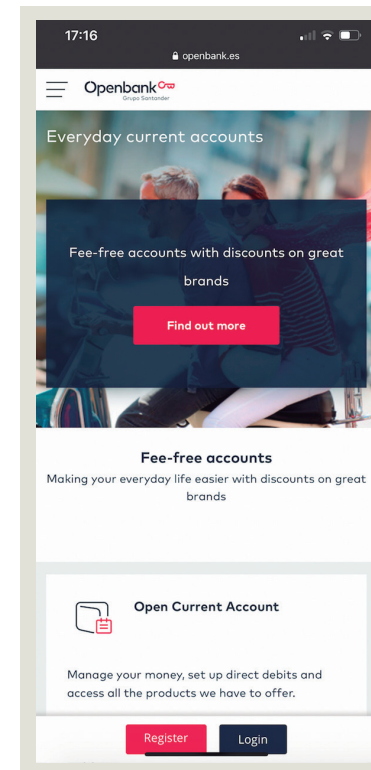 17:16
openbank.es
Openbank
Grupo Santander
Everyday current accounts
Fee-free accounts with discounts on great
brands
Find out more
Fee-free accounts
Making your everyday life easier with discounts on great
brands
Open Current Account
Manage your money, set up direct debits and
access all the products we have to offer.
Register
Login